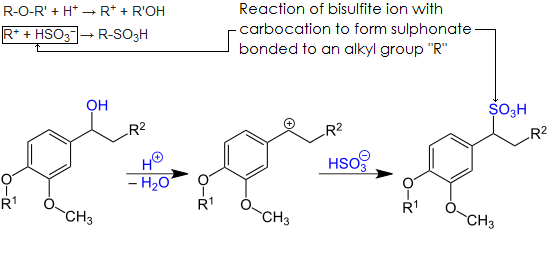 R-O-R' + H⁺ → R⁺ + R'OH
R⁺ + HSO₃⁻ → R-SO₃H
Reaction of bisulfite ion with
carbocation to form sulphonate
bonded to an alkyl group "R"
OH
R²
O
R¹
O
CH₃
H⊕
– H₂O
⊕
R²
O
R¹
O
CH₃
HSO₃⊖
SO₃H
R²
O
R¹
O
CH₃